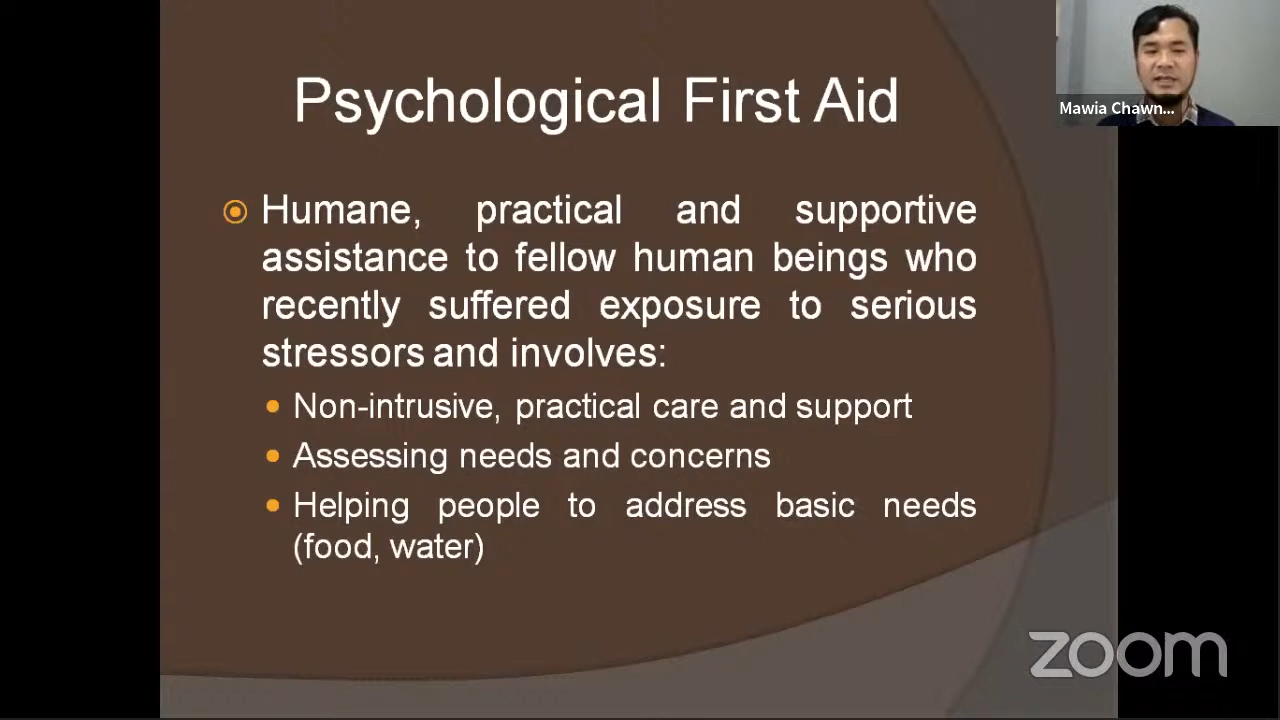 Psychological First Aid
Mawia Chawn...
Humane, practical and supportive
assistance to fellow human beings who
recently suffered exposure to serious
stressors and involves:
Non-intrusive, practical care and support
Assessing needs and concerns
Helping people to address basic needs
(food, water)
zoom